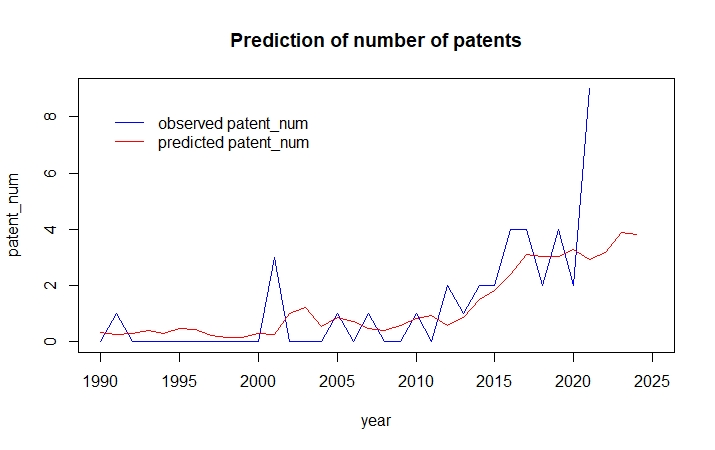 Prediction of number of patents
observed patent_num
predicted patent_num
patent_num
8
6
4
2
0
1990 1995 2000 2005 2010 2015 2020 2025
year